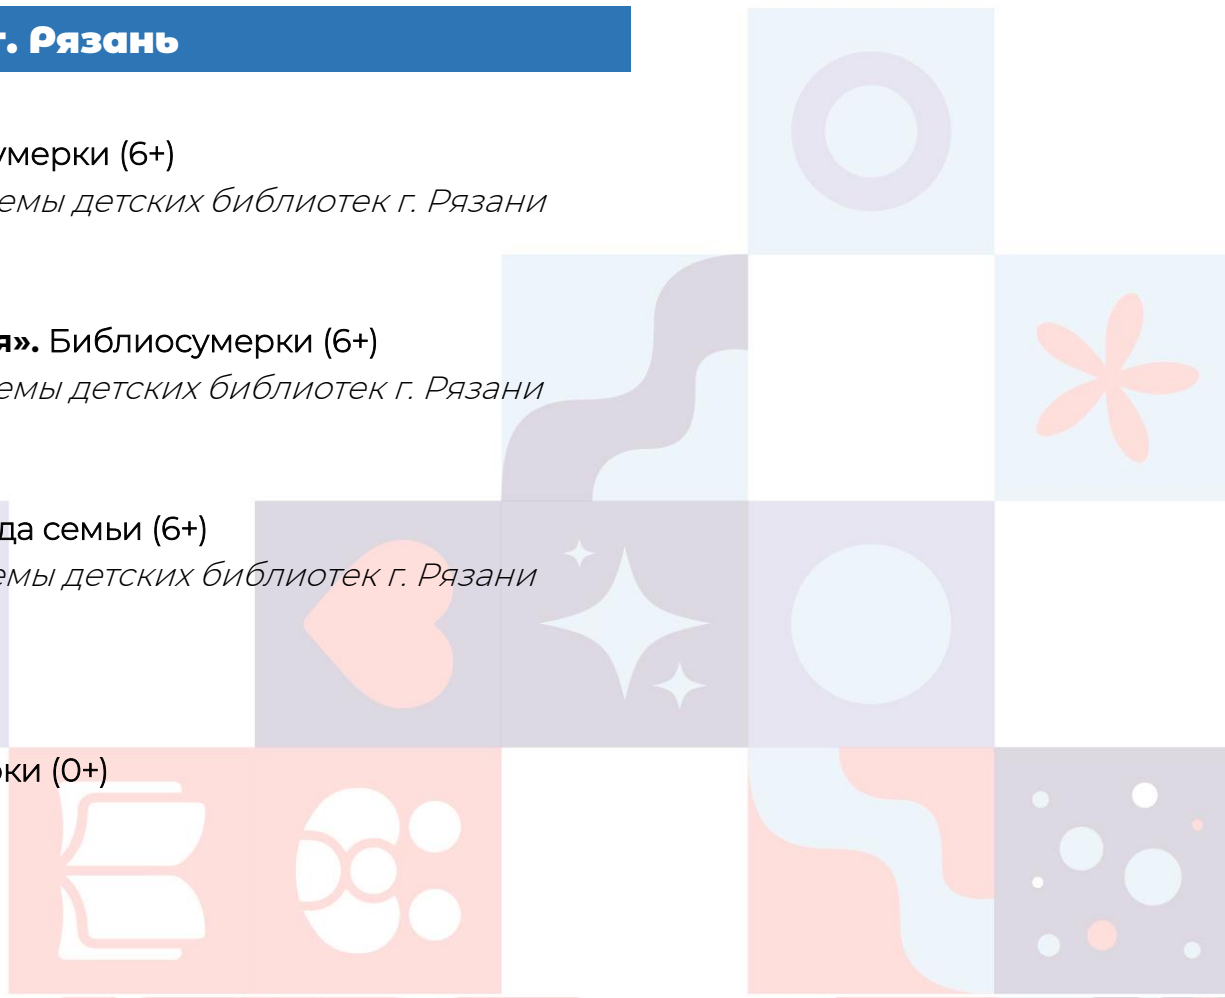 г. Рязань
умерки (6+)
емы детских библиотек г. Рязани
я». Библиосумерки (6+)
емы детских библиотек г. Рязани
да семьи (6+)
емы детских библиотек г. Рязани
рки (0+)